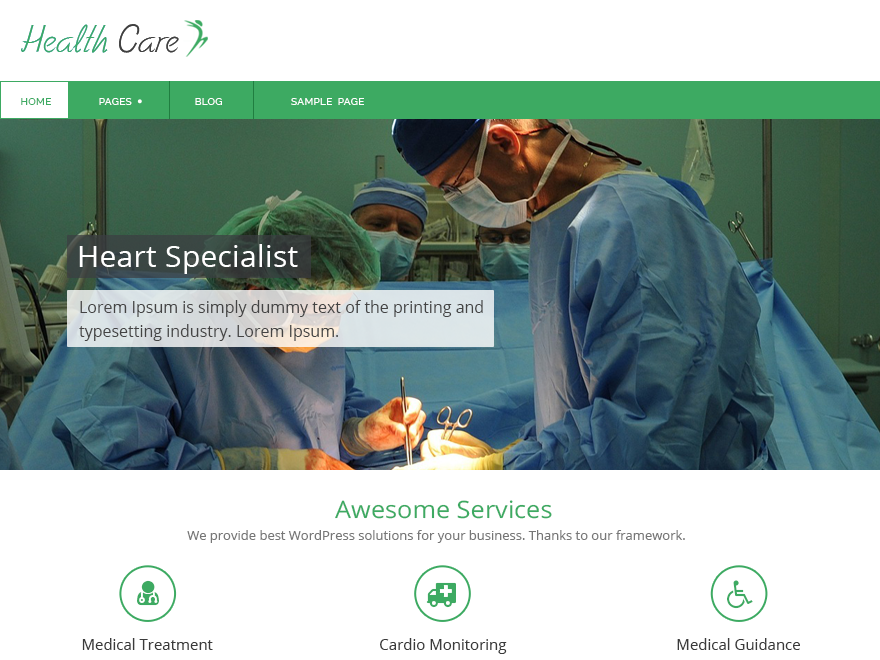 Health Care
HOME
PAGES
BLOG
SAMPLE PAGE
Heart Specialist
Lorem Ipsum is simply dummy text of the printing and
typesetting industry. Lorem Ipsum.
Awesome Services
We provide best WordPress solutions for your business. Thanks to our framework.
Medical Treatment
Cardio Monitoring
Medical Guidance